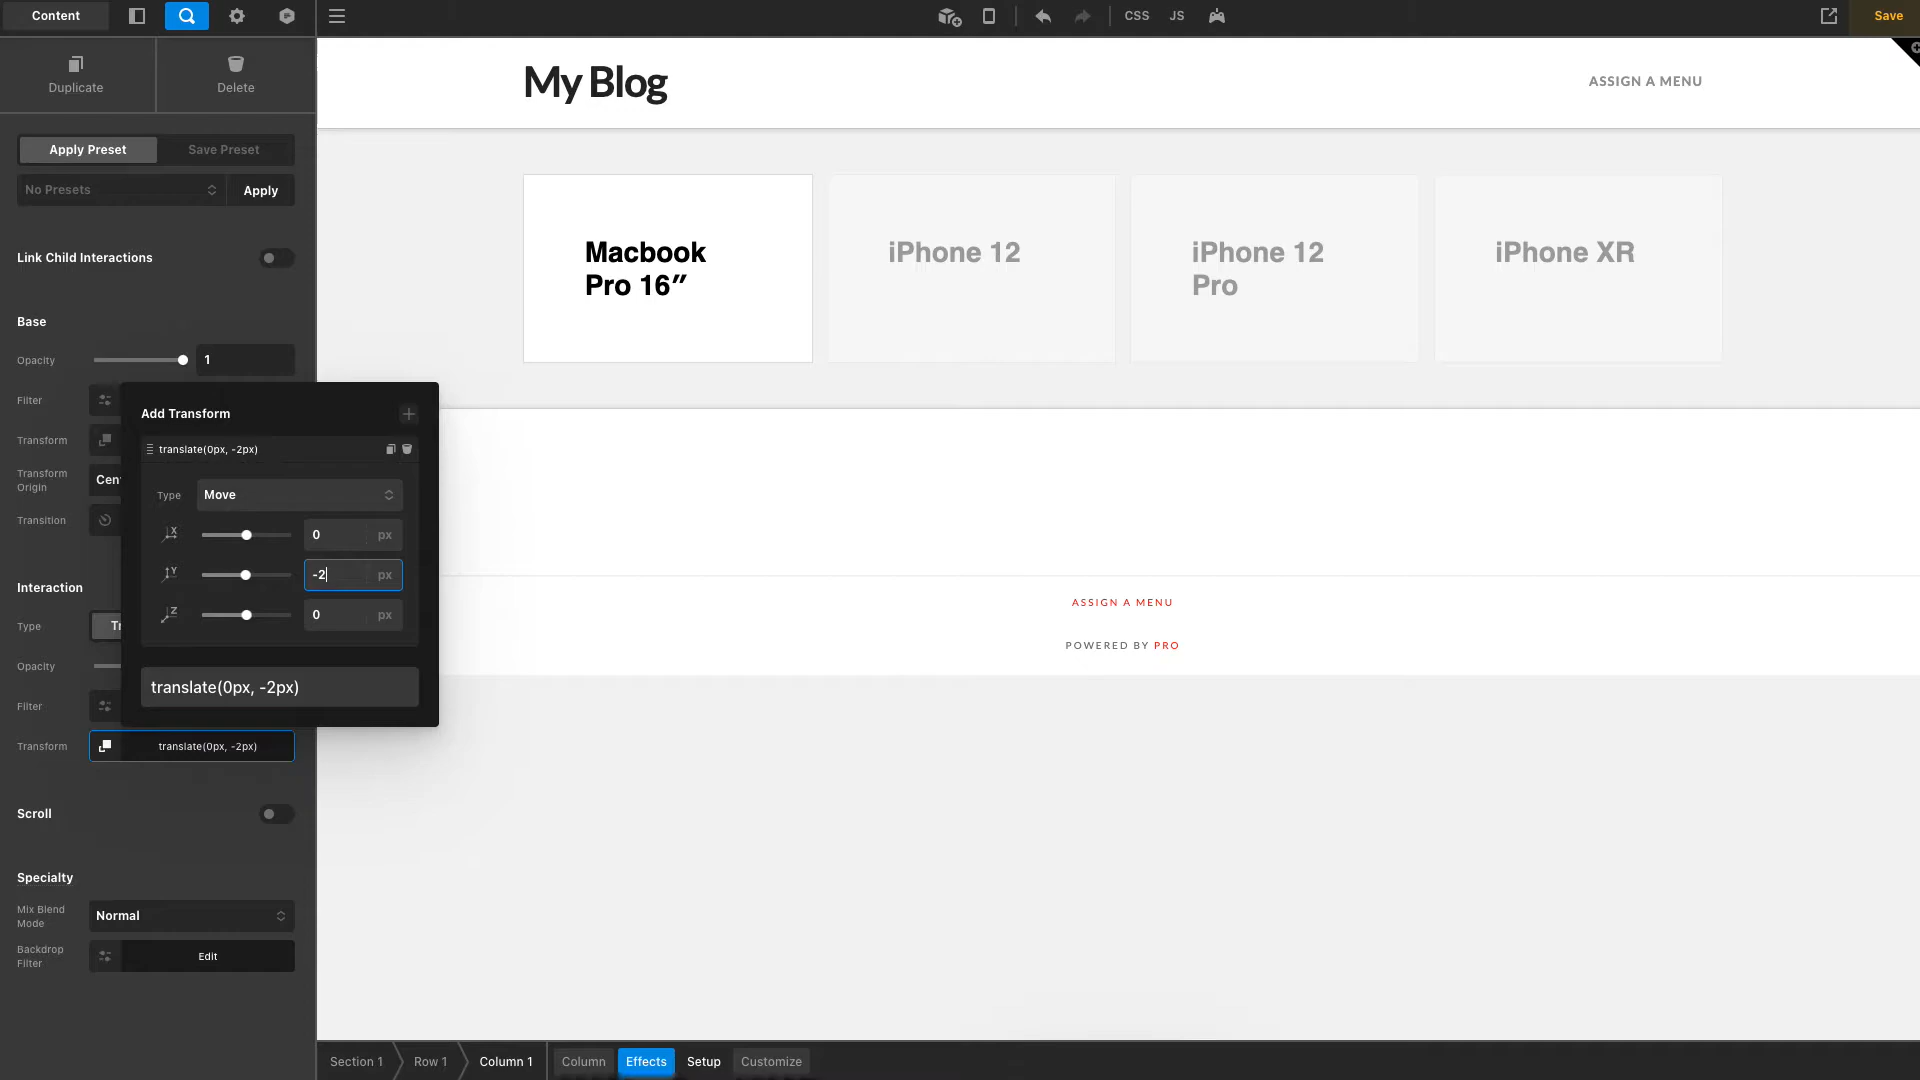 Content
CSS
JS
Save
Duplicate
Delete
Apply Preset
Save Preset
No Presets
Apply
Link Child Interactions
Base
Opacity
1
Filter
Transform
Transform
Origin
Transition
Interaction
Type
Opacity
Filter
Transform
translate(0px, -2px)
Scroll
Specialty
Mix Blend
Mode
Normal
Backdrop
Filter
Edit
Add Transform
translate(0px, -2px)
Type
Move
X
0
px
Y
-2
px
Z
0
px
translate(0px, -2px)
My Blog
ASSIGN A MENU
Macbook
Pro 16″
iPhone 12
iPhone 12
Pro
iPhone XR
ASSIGN A MENU
POWERED BY PRO
Section 1
Row 1
Column 1
Column
Effects
Setup
Customize